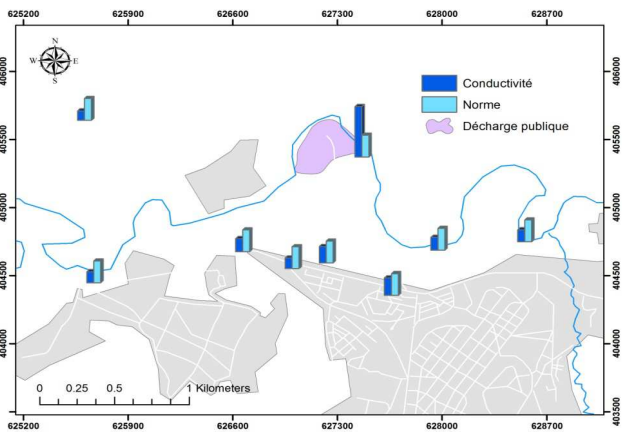 625200 625900 626600 627300 628000 628700
N
W E
S
Conductivité
Norme
Décharge publique
406000
405500
405000
404500
404000
403500
406000
405500
405000
404500
404000
403500
0 0.25 0.5 1 Kilometers
625200 625900 626600 627300 628000 628700